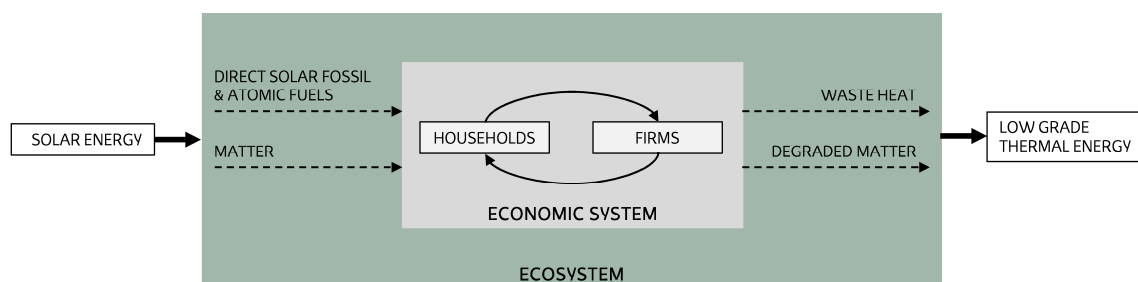 SOLAR ENERGY
DIRECT SOLAR FOSSIL
& ATOMIC FUELS
MATTER
HOUSEHOLDS
FIRMS
ECONOMIC SYSTEM
WASTE HEAT
DEGRADED MATTER
LOW GRADE
THERMAL ENERGY
ECOSYSTEM